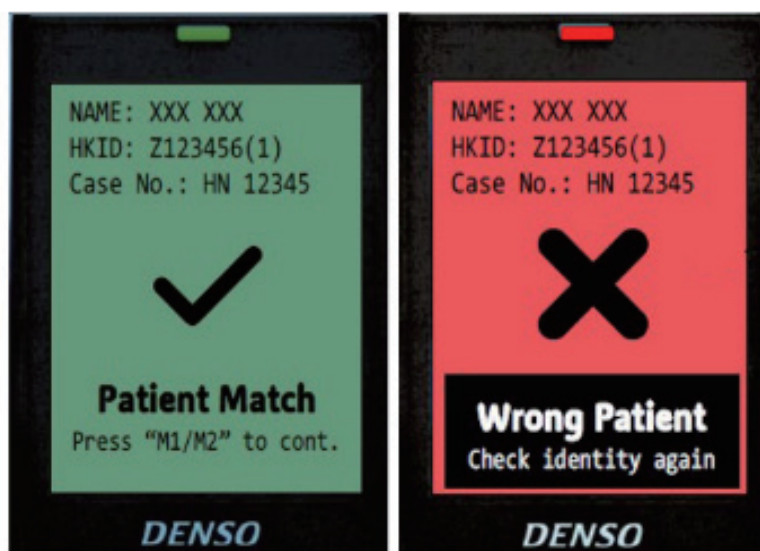 NAME: XXX XXX
HKID: Z123456(1)
Case No.: HN 12345
Patient Match
Press “M1/M2” to cont.
DENSO
NAME: XXX XXX
HKID: Z123456(1)
Case No.: HN 12345
Wrong Patient
Check identity again
DENSO